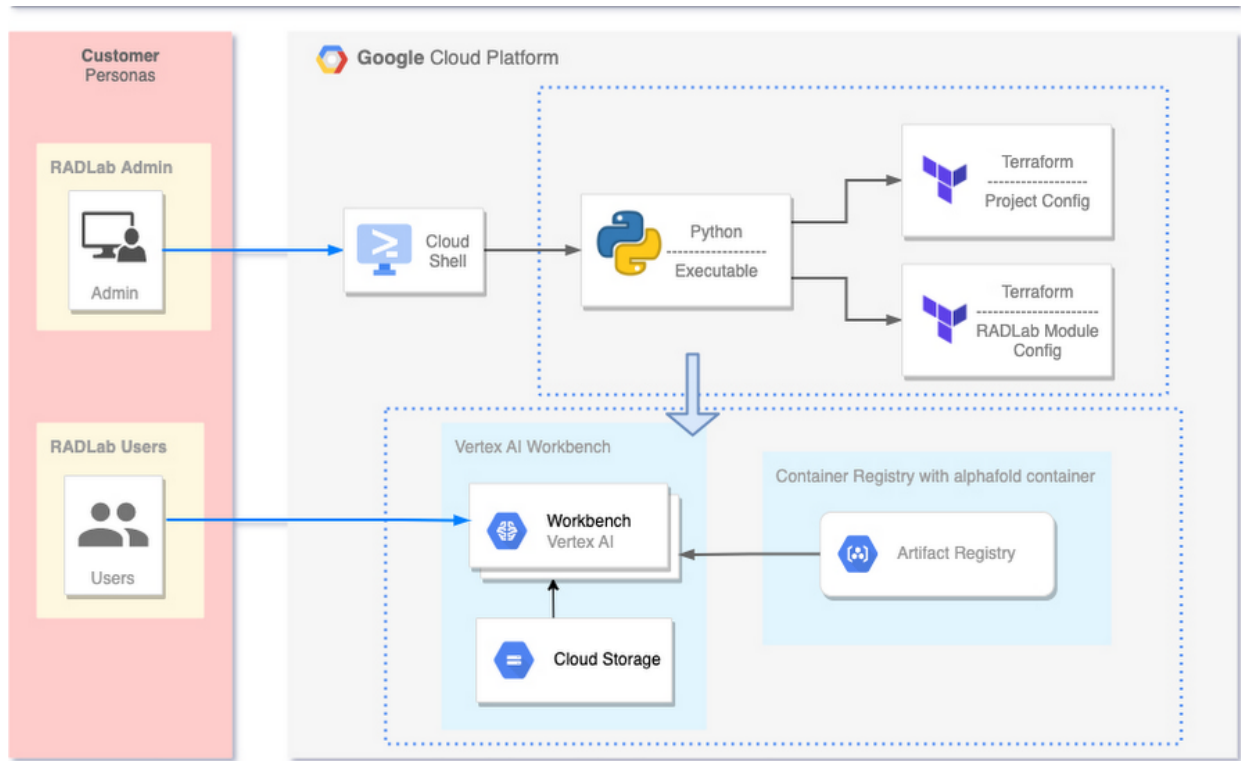 Customer
Personas
Google Cloud Platform
RADLab Admin
Admin
Cloud
Shell
Python
Executable
Terraform
Project Config
Terraform
RADLab Module
Config
RADLab Users
Users
Vertex AI Workbench
Workbench
Vertex AI
Cloud Storage
Container Registry with alphafold container
Artifact Registry